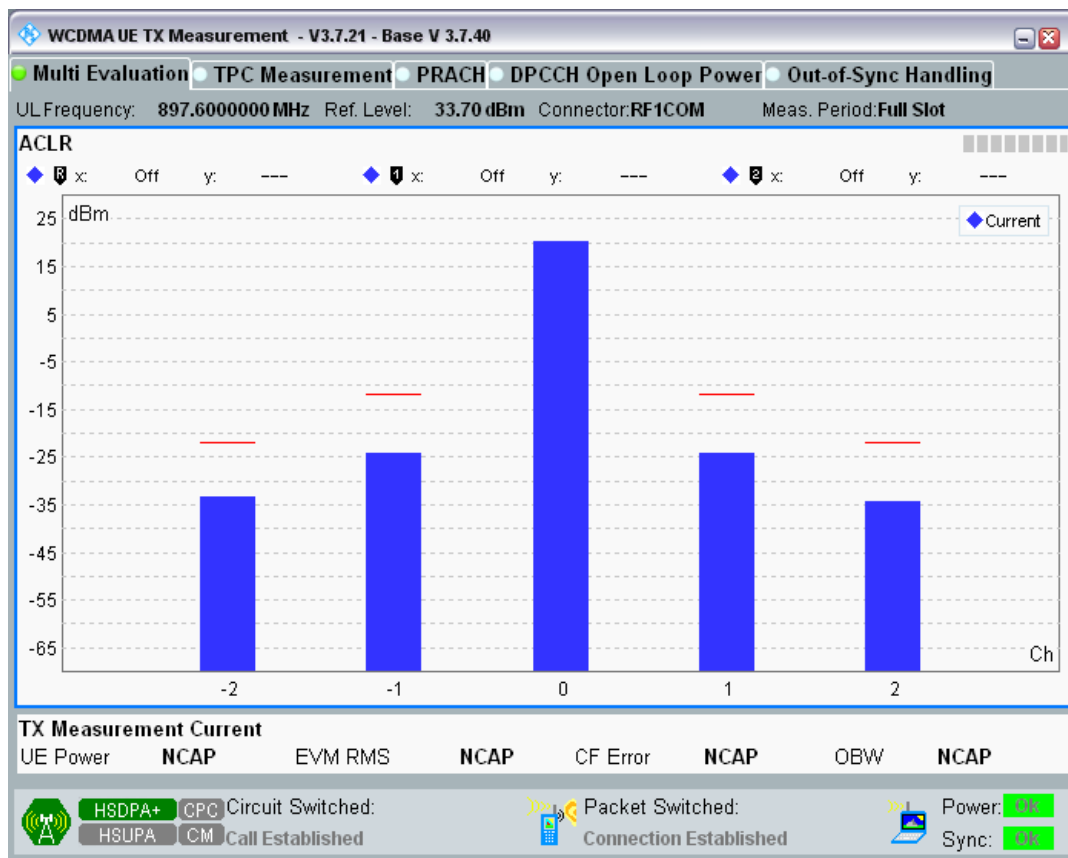 WCDMA UE TX Measurement - V3.7.21 - Base V 3.7.40
Multi Evaluation TPC Measurement PRACH DPCCH Open Loop Power Out-of-Sync Handling
UL Frequency: 897.6000000 MHz Ref. Level: 33.70 dBm Connector:RF1COM Meas. Period:Full Slot
ACLR
R x: Off y: --- 1 x: Off y: --- 2 x: Off y: ---
dBm
Current
25
15
5
-5
-15
-25
-35
-45
-55
-65
Ch
-2 -1 0 1 2
TX Measurement Current
UE Power NCAP EVM RMS NCAP CF Error NCAP OBW NCAP
HSDPA+ CPC Circuit Switched: Packet Switched: Power: OK
HSUPA CM Call Established Connection Established Sync: OK